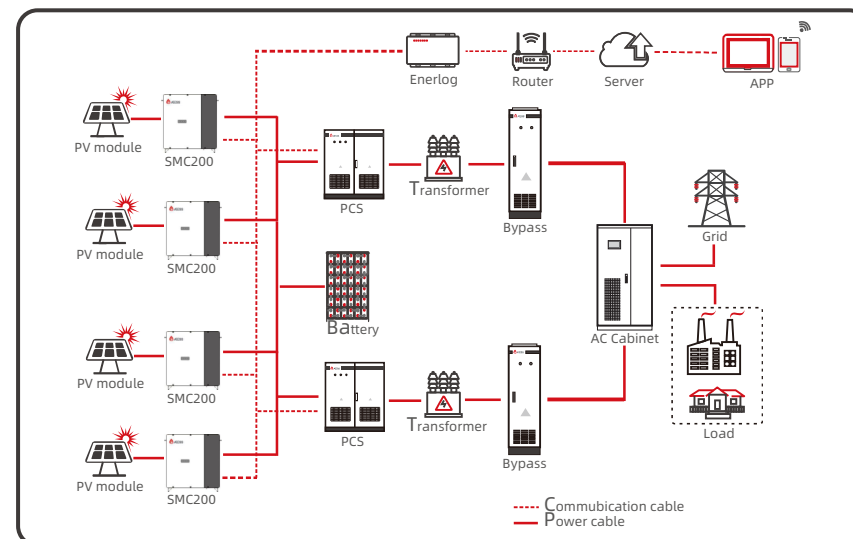 Enerlog
Router
Server
APP
PV module
SMC200
PCS
Transformer
Bypass
PV module
SMC200
Grid
Battery
AC Cabinet
PV module
SMC200
PCS
Transformer
Bypass
Load
PV module
SMC200
Commubication cable
Power cable